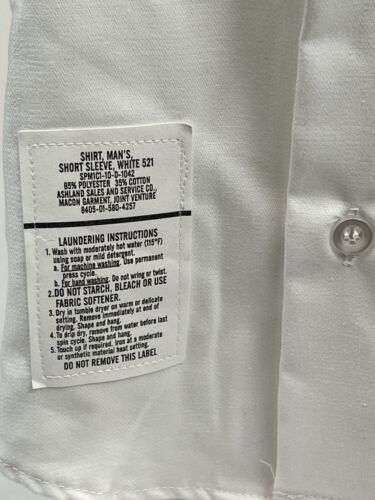 SHIRT, MAN'S,
SHORT SLEEVE, WHITE 521
SPM1C1-10-D-1042
65% POLYESTER 35% COTTON
ASHLAND SALES AND SERVICE CO.,
MACON GARMENT, JOINT VENTURE
8405-01-580-4257
LAUNDERING INSTRUCTIONS
1. Wash with moderately hot water (115°F)
using soap or mild detergent.
a. For machine washing. Use permanent
press cycle.
b. For hand washing. Do not wring or twist.
2. DO NOT STARCH, BLEACH OR USE
FABRIC SOFTENER.
3. Dry in tumble dryer on warm or delicate
setting. Remove immediately at end of
drying. Shape and hang.
4. To drip dry, remove from water before last
spin cycle. Shape and hang.
5. Touch up if required. Iron at a moderate
or synthetic material heat setting.
DO NOT REMOVE THIS LABEL